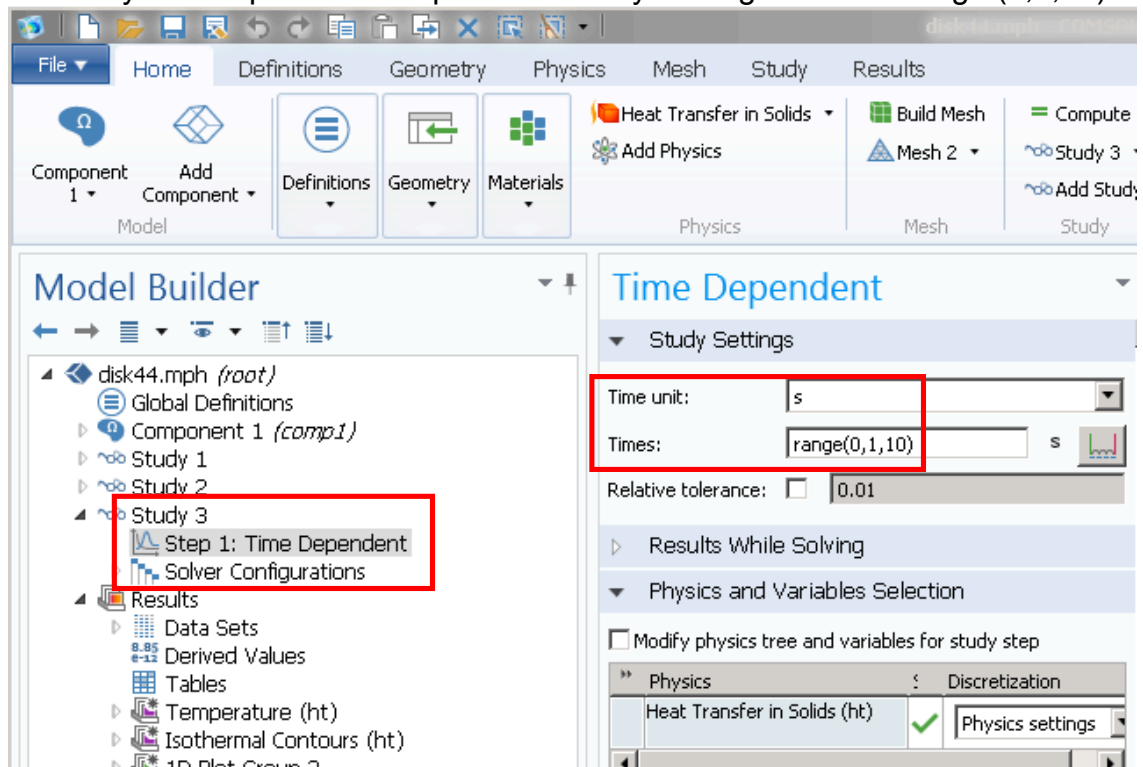 File
Home Definitions Geometry Physics Mesh Study Results
Component 1
Add Component
Definitions
Geometry
Materials
Heat Transfer in Solids
Add Physics
Build Mesh
Mesh 2
= Compute
Study 3
Add Study
Model
Physics
Mesh
Study
Model Builder
disk44.mph (root)
Global Definitions
Component 1 (comp1)
Study 1
Study 2
Study 3
Step 1: Time Dependent
Solver Configurations
Results
Data Sets
8.85 e-12 Derived Values
Tables
Temperature (ht)
Isothermal Contours (ht)
Time Dependent
Study Settings
Time unit: s
Times: range(0,1,10) s
Relative tolerance: 0.01
Results While Solving
Physics and Variables Selection
Modify physics tree and variables for study step
Physics Discretization
Heat Transfer in Solids (ht) Physics settings